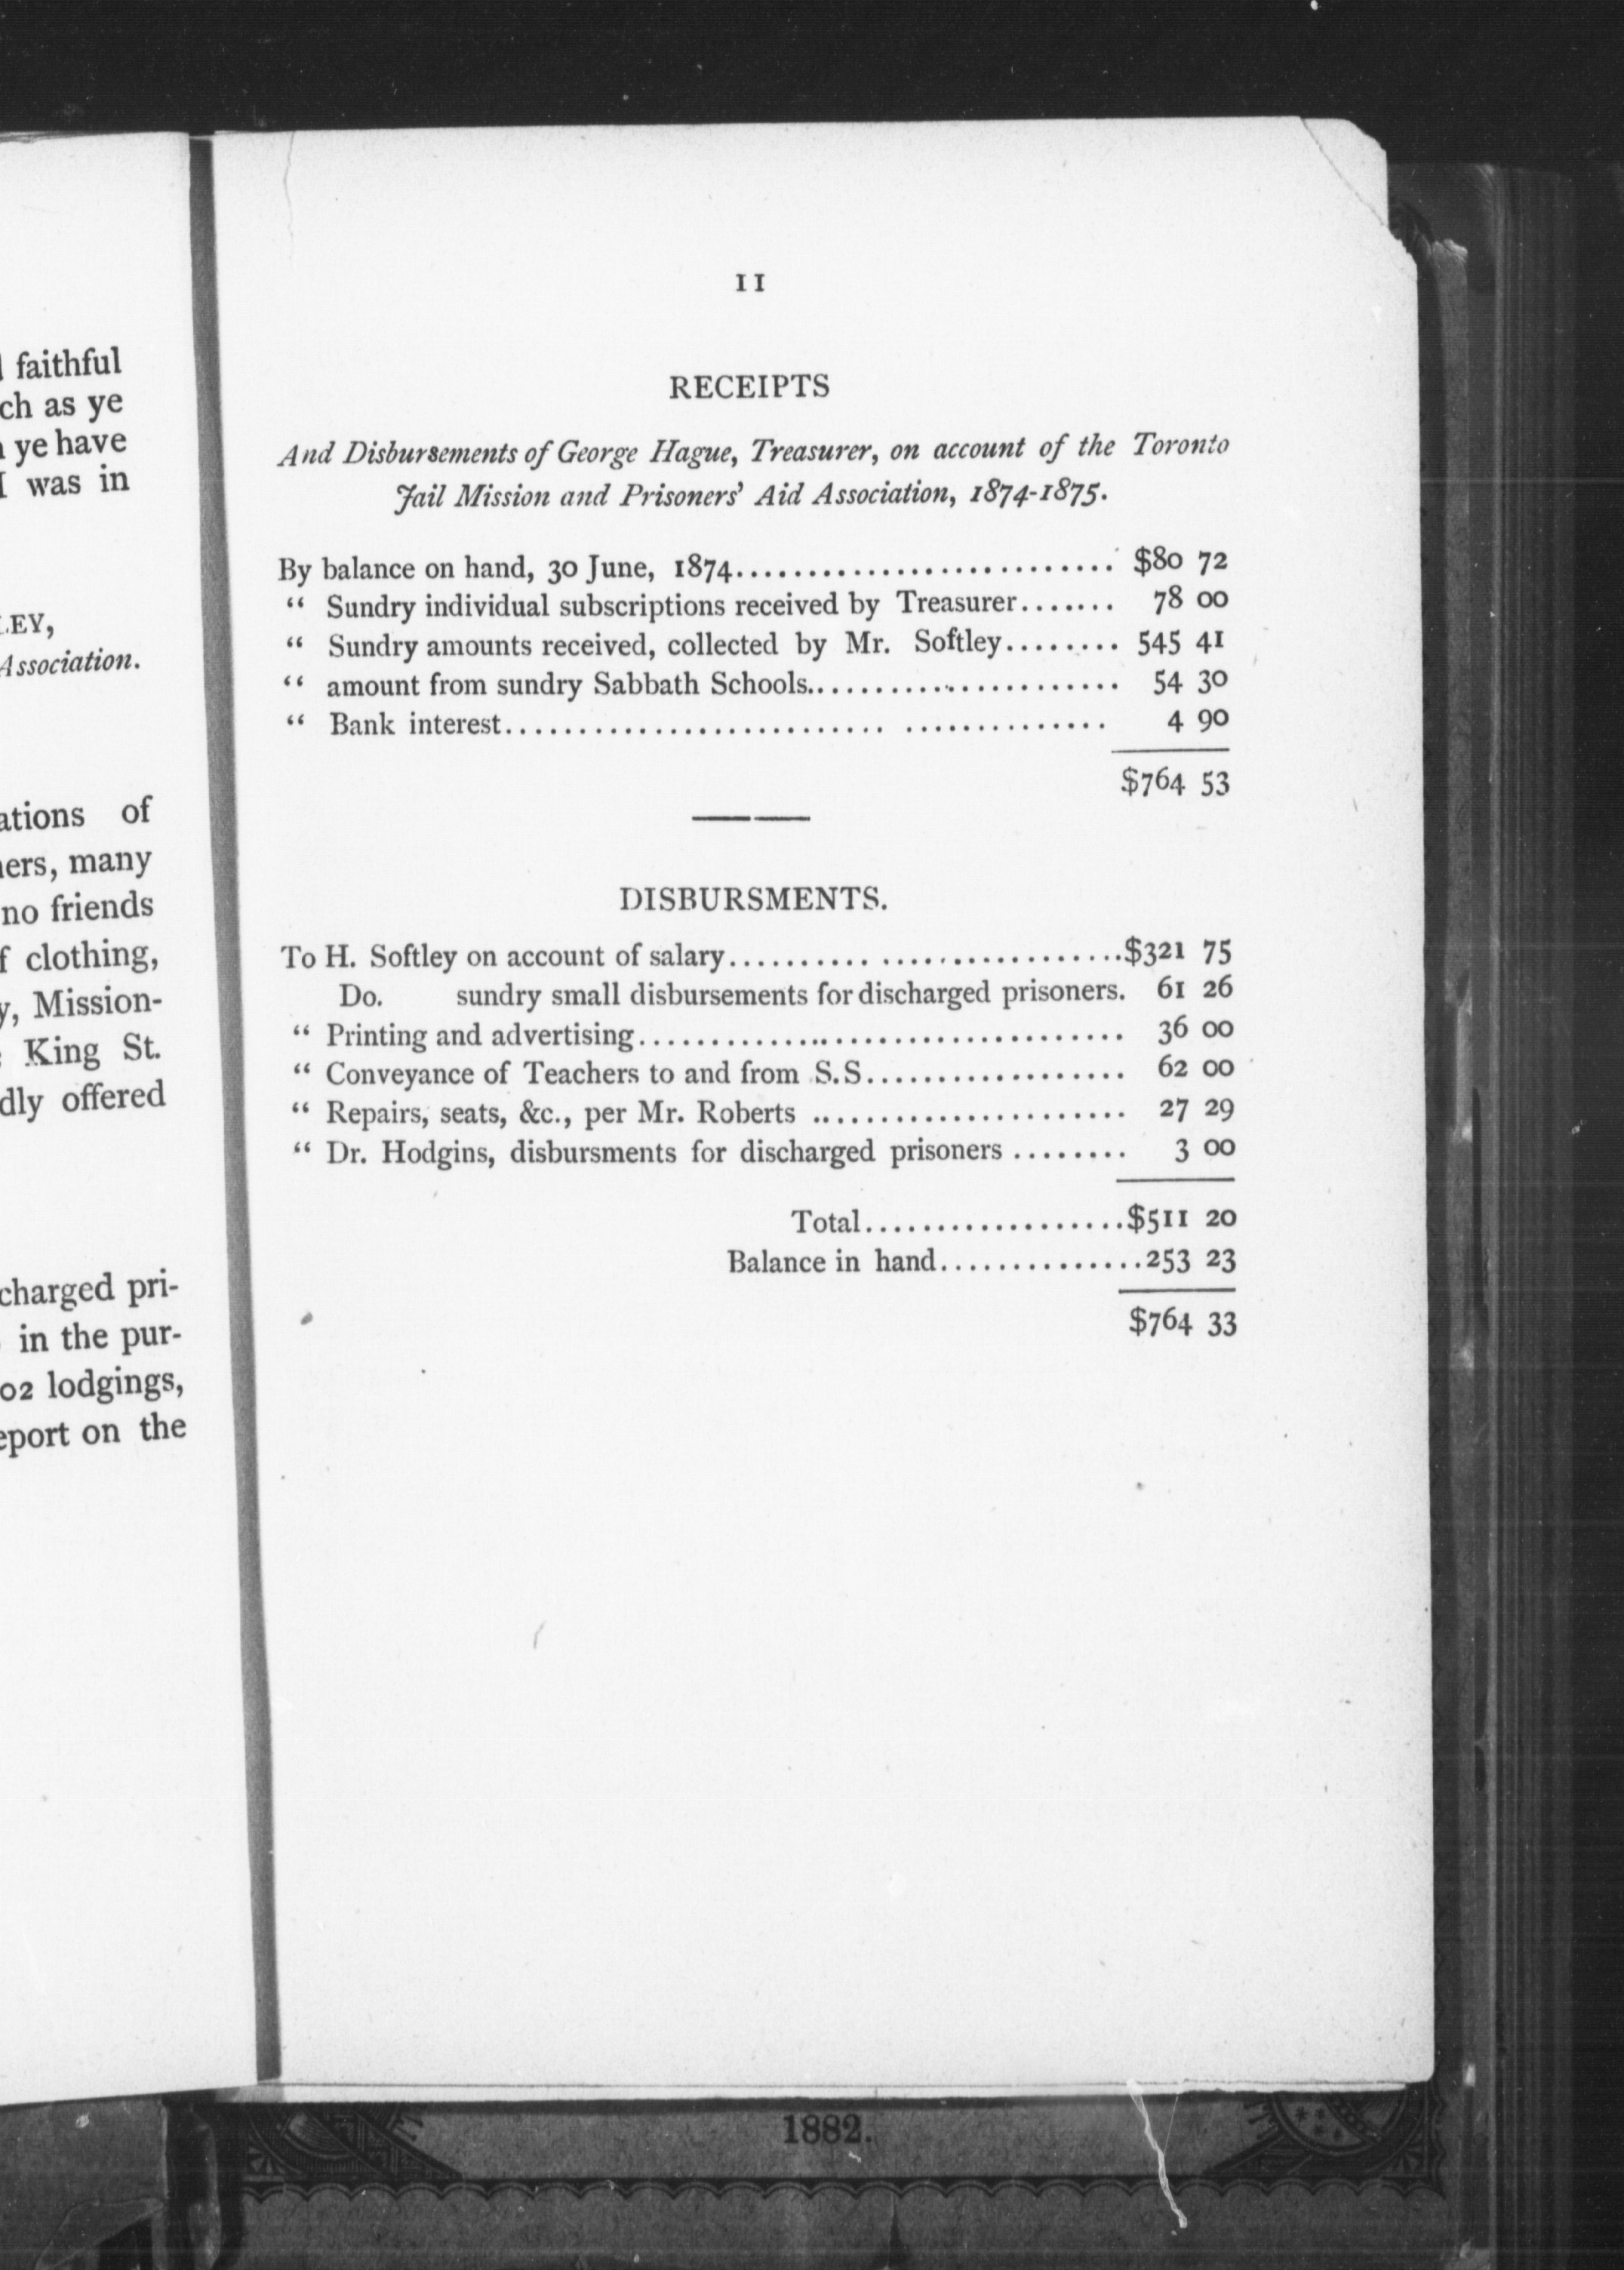 faithful
ch as ye
ye have
I was in
LEY,
Association.
ations of
ers, many
no friends
f clothing,
y, Mission-
King St.
dly offered
charged pri-
in the pur-
02 lodgings,
eport on the
11
RECEIPTS
And Disbursements of George Hague, Treasurer, on account of the Toronto
Jail Mission and Prisoners' Aid Association, 1874-1875.
By balance on hand, 30 June, 1874........................... $80 72
“ Sundry individual subscriptions received by Treasurer....... 78 00
“ Sundry amounts received, collected by Mr. Softley........ 545 41
“ amount from sundry Sabbath Schools...................... 54 30
“ Bank interest.......................... .............. 4 90
$764 53
DISBURSMENTS.
To H. Softley on account of salary.......... .................$321 75
Do. sundry small disbursements for discharged prisoners. 61 26
“ Printing and advertising.................................. 36 00
“ Conveyance of Teachers to and from S.S.................. 62 00
“ Repairs, seats, &c., per Mr. Roberts ...................... 27 29
“ Dr. Hodgins, disbursments for discharged prisoners ........ 3 00
Total..................$511 20
Balance in hand..............253 23
$764 33
1882.